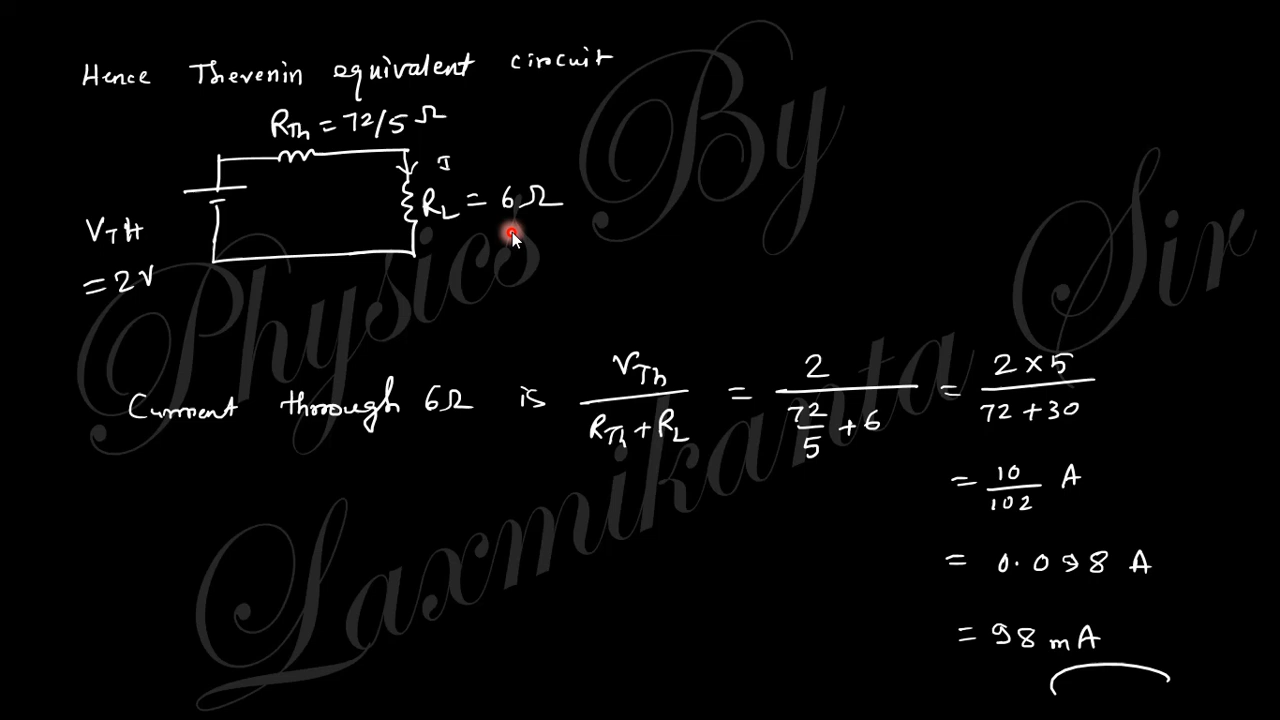 Hence Thevenin equivalent circuit
RTh = 72/5 Ω
I
RL = 6Ω
VTH
= 2V
Current through 6Ω is VTh / (RTh + RL) = 2 / (72/5 + 6) = (2 × 5) / (72 + 30)
= 10/102 A
= 0.098 A
= 98 mA
Physics By
Laxmikanta Sir